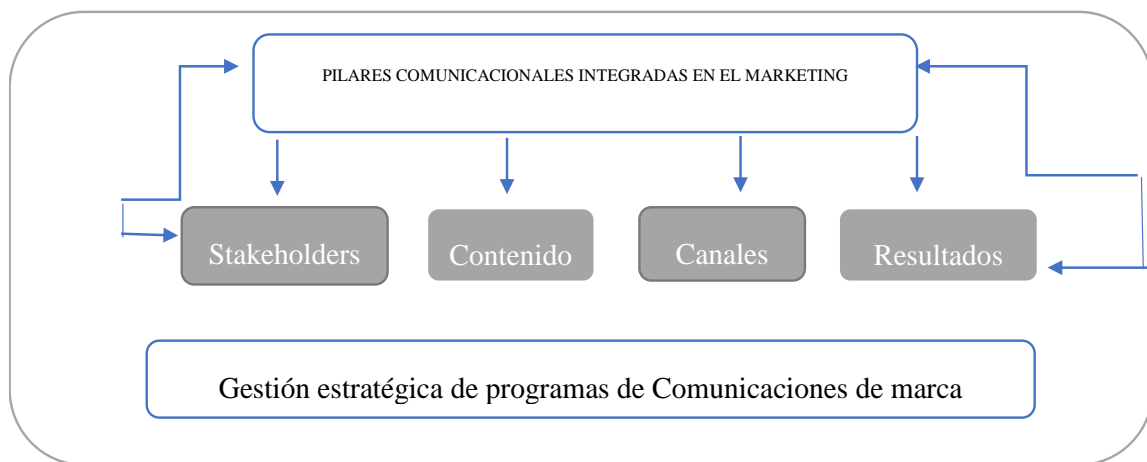 PILARES COMUNICACIONALES INTEGRADAS EN EL MARKETING
Stakeholders
Contenido
Canales
Resultados
Gestión estratégica de programas de Comunicaciones de marca